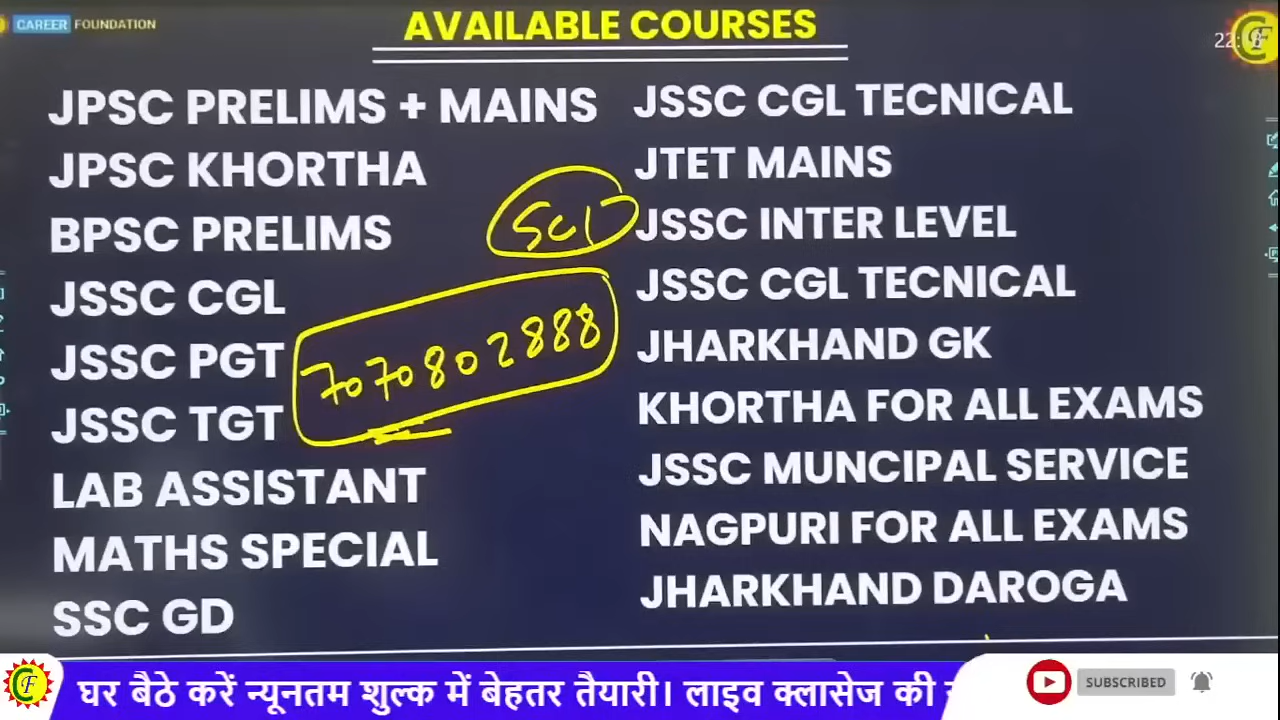 CAREER FOUNDATION
AVAILABLE COURSES
JPSC PRELIMS + MAINS
JPSC KHORTHA
BPSC PRELIMS
JSSC CGL
JSSC PGT
JSSC TGT
LAB ASSISTANT
MATHS SPECIAL
SSC GD
7070802888
JSSC CGL TECNICAL
JTET MAINS
JSSC INTER LEVEL
JSSC CGL TECNICAL
JHARKHAND GK
KHORTHA FOR ALL EXAMS
JSSC MUNCIPAL SERVICE
NAGPURI FOR ALL EXAMS
JHARKHAND DAROGA
घर बैठे करें न्यूनतम शुल्क में बेहतर तैयारी। लाइव क्लासेज की
SUBSCRIBED